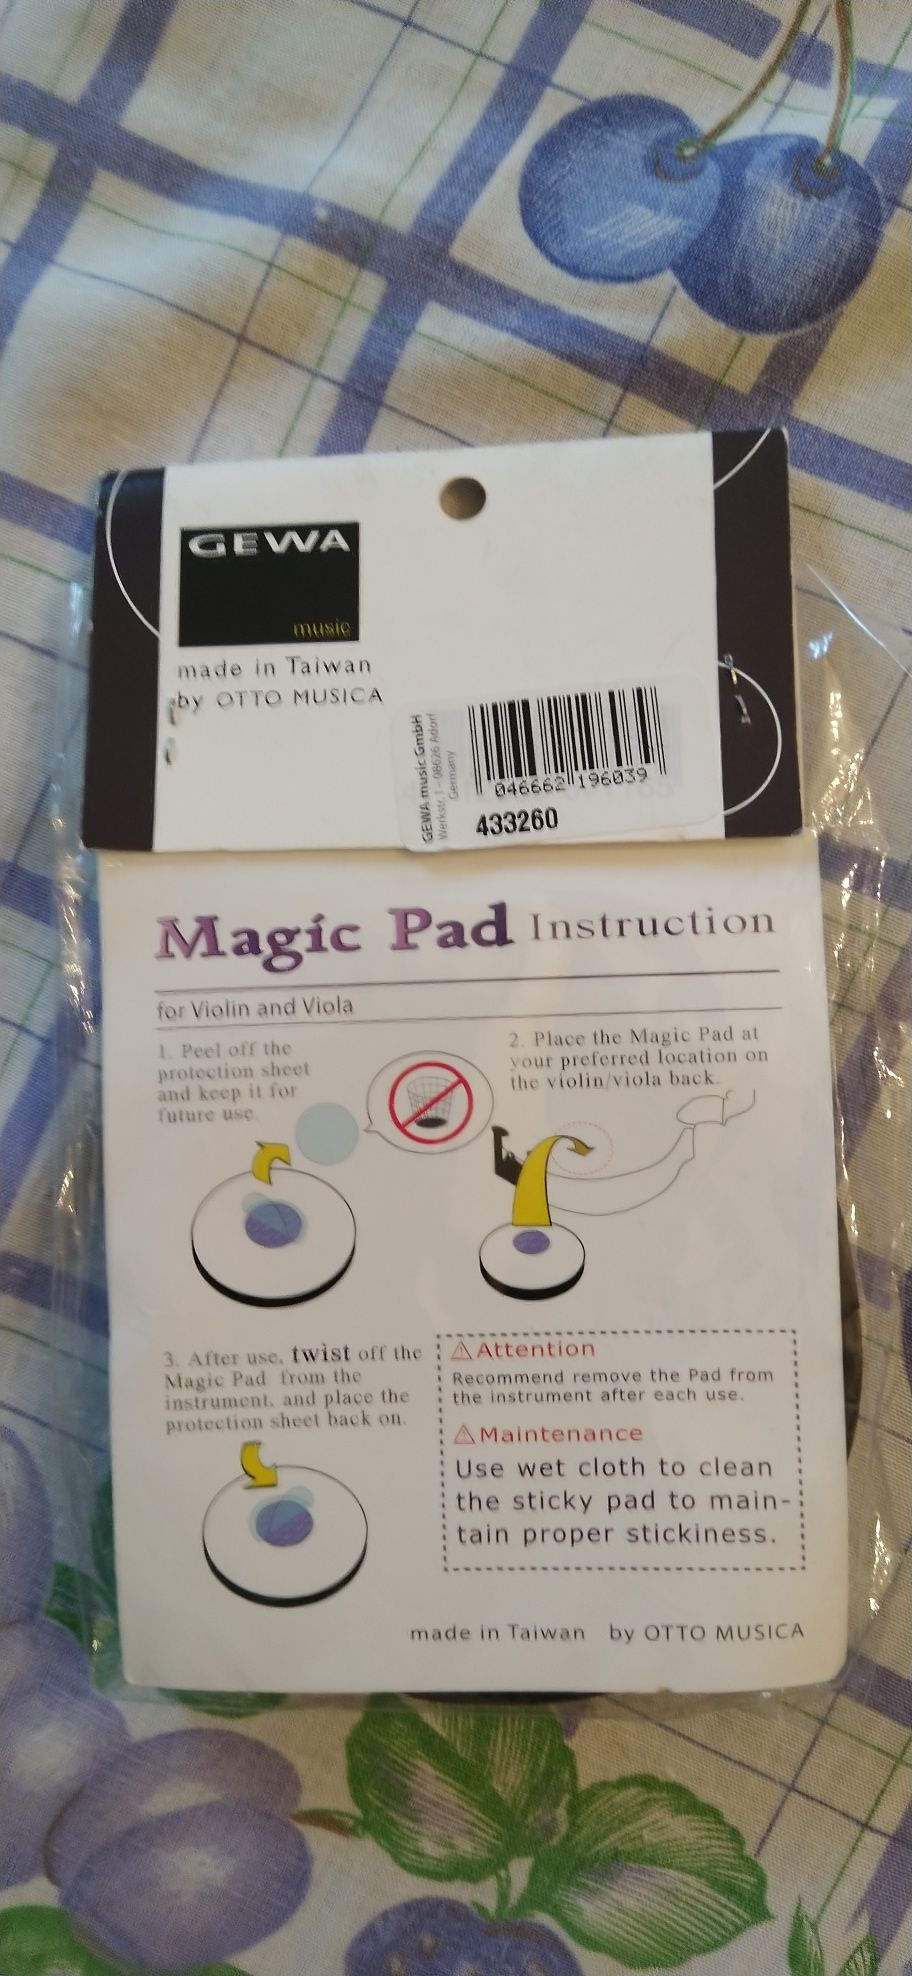 GEWA
music
made in Taiwan
by OTTO MUSICA
GEWA music GmbH
Werkstr. 1 - 08626 Adorf
Germany
046662 196039
433260
Magic Pad Instruction
for Violin and Viola
1. Peel off the
protection sheet
and keep it for
future use.
2. Place the Magic Pad at
your preferred location on
the violin/viola back.
3. After use, twist off the
Magic Pad from the
instrument, and place the
protection sheet back on.
Attention
Recommend remove the Pad from
the instrument after each use.
Maintenance
Use wet cloth to clean
the sticky pad to main-
tain proper stickiness.
made in Taiwan by OTTO MUSICA